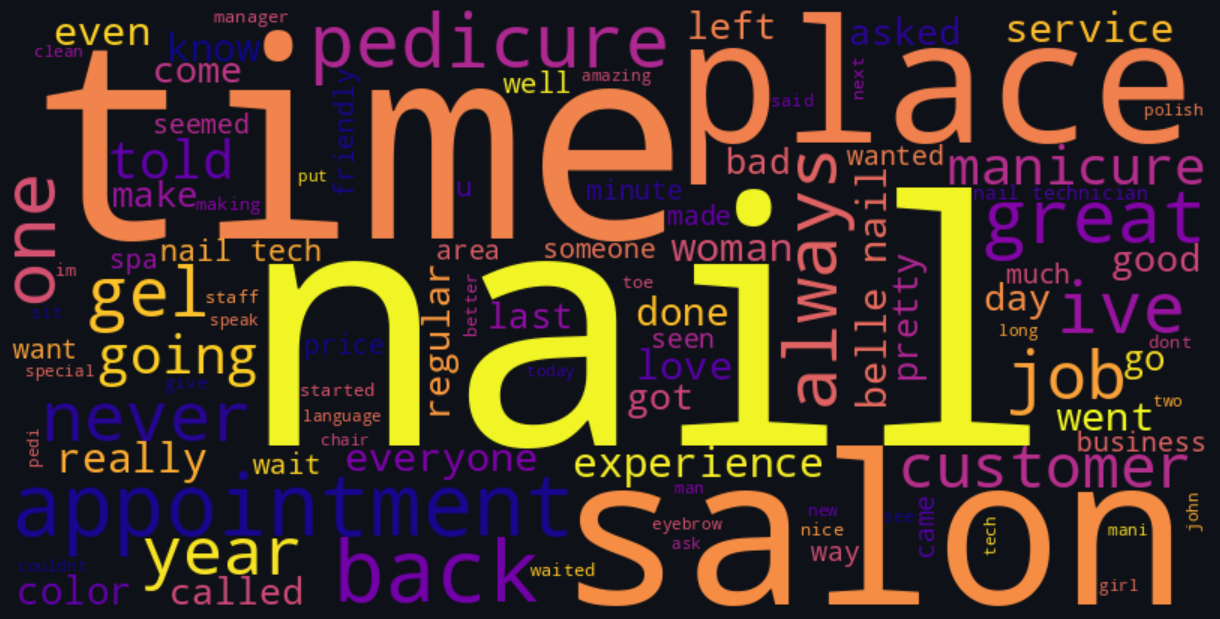 manager
even
know
clean
come
pedicure
left
asked
service
time
place
well
amazing
next
said
polish
friendly
seemed
told
put
make
making
u
minute
made
bad
wanted
manicure
nail technician
great
one
always
belle nail
nail tech
area
someone
woman
spa
im
good
much
pretty
gel
staff
speak
sit
nail
regular
better
last
toe
done
seen
day
ive
long
dont
want
special
going
give
price
today
love
job
go
started
language
chair
got
two
never
went
business
pedi
really
wait
everyone
experience
customer
appointment
man
salon
eyebrow
ask
new
nice
see
came
tech
mani
john
year
back
waited
way
couldnt
color
called
girl